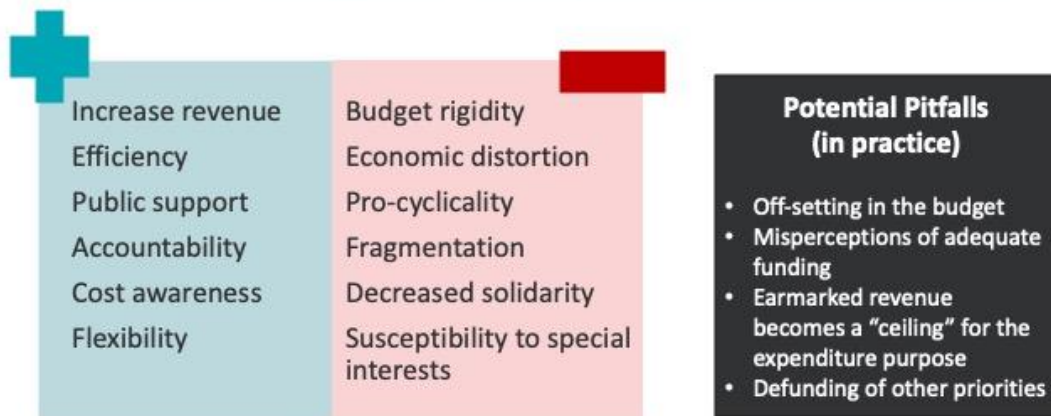 Increase revenue
Efficiency
Public support
Accountability
Cost awareness
Flexibility
Budget rigidity
Economic distortion
Pro-cyclicality
Fragmentation
Decreased solidarity
Susceptibility to special
interests
Potential Pitfalls
(in practice)
• Off-setting in the budget
• Misperceptions of adequate
funding
• Earmarked revenue
becomes a “ceiling” for the
expenditure purpose
• Defunding of other priorities